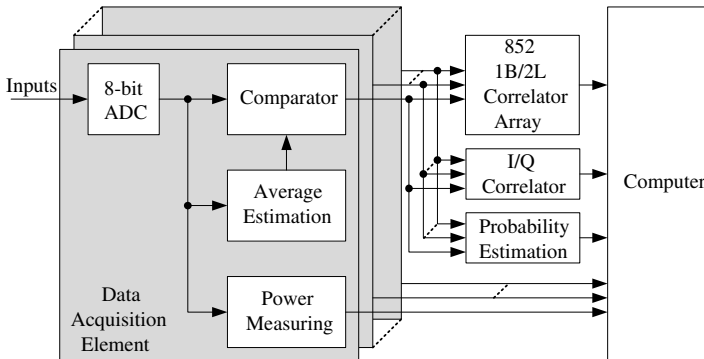 Inputs
8-bit
ADC
Comparator
Average
Estimation
Power
Measuring
Data
Acquisition
Element
852
1B/2L
Correlator
Array
I/Q
Correlator
Probability
Estimation
Computer